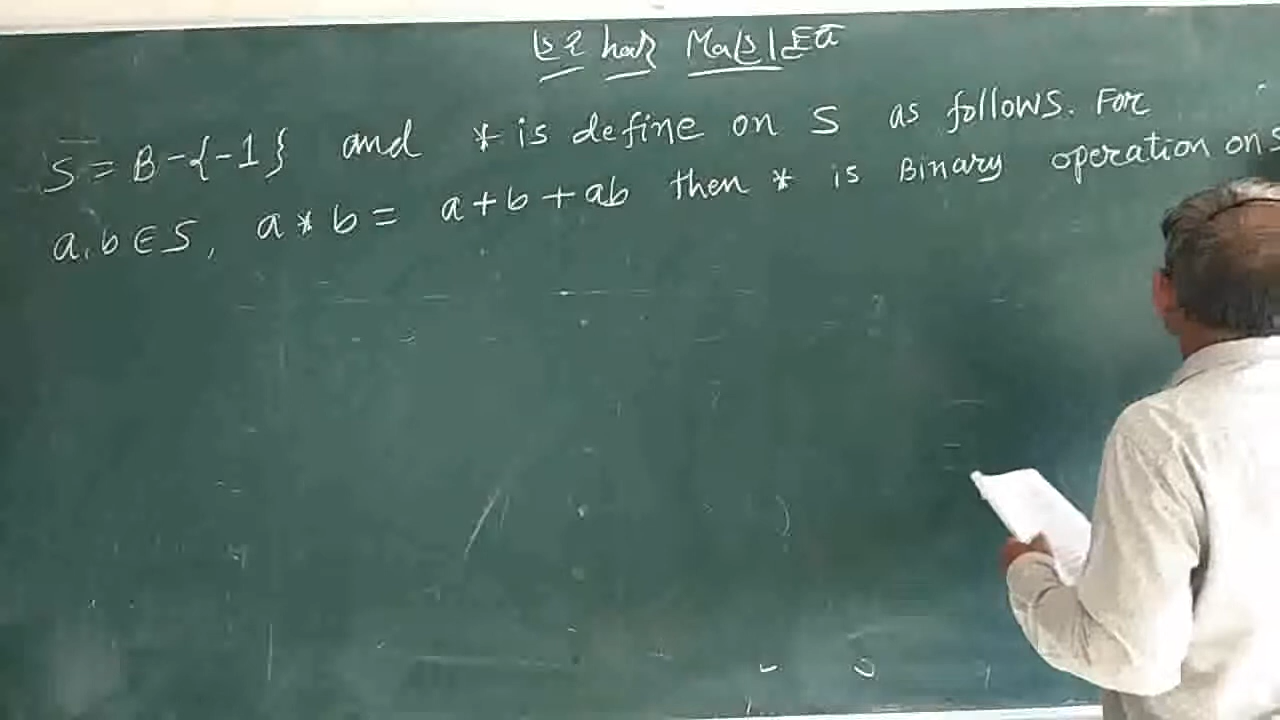 S = B - {-1} and * is define on S as follows. For
a, b ∈ S, a * b = a + b + ab then * is Binary operation on S